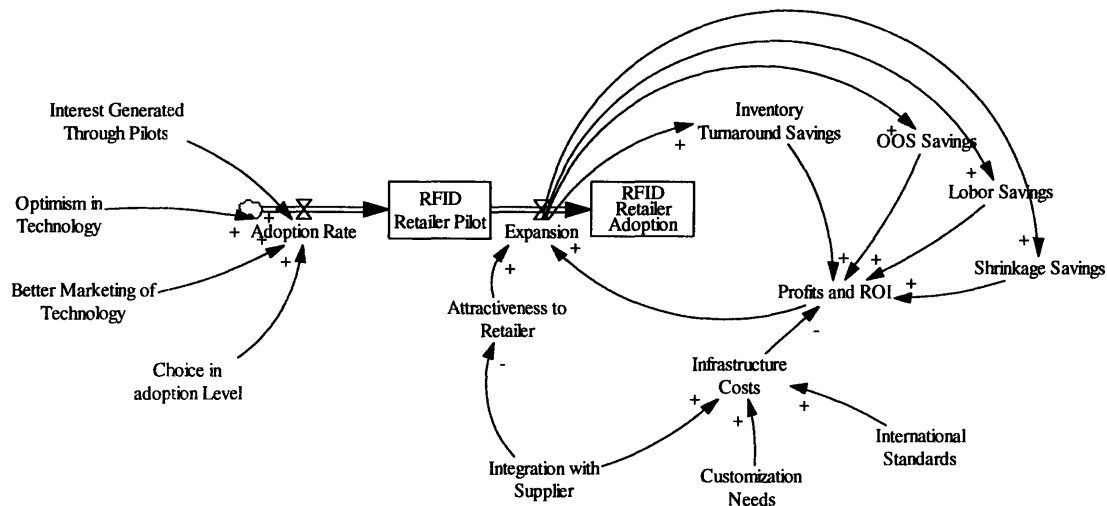 Interest Generated
Through Pilots
Optimism in
Technology
+
+
+
Adoption Rate
+
Better Marketing of
Technology
Choice in
adoption Level
RFID
Retailer Pilot
Expansion
+
+
RFID
Retailer
Adoption
Attractiveness to
Retailer
-
Inventory
Turnaround Savings
+
+
OOS Savings
+
Lobor Savings
+
Shrinkage Savings
+
+
+
Profits and ROI
-
Infrastructure
Costs
+
+
+
Integration with
Supplier
Customization
Needs
International
Standards